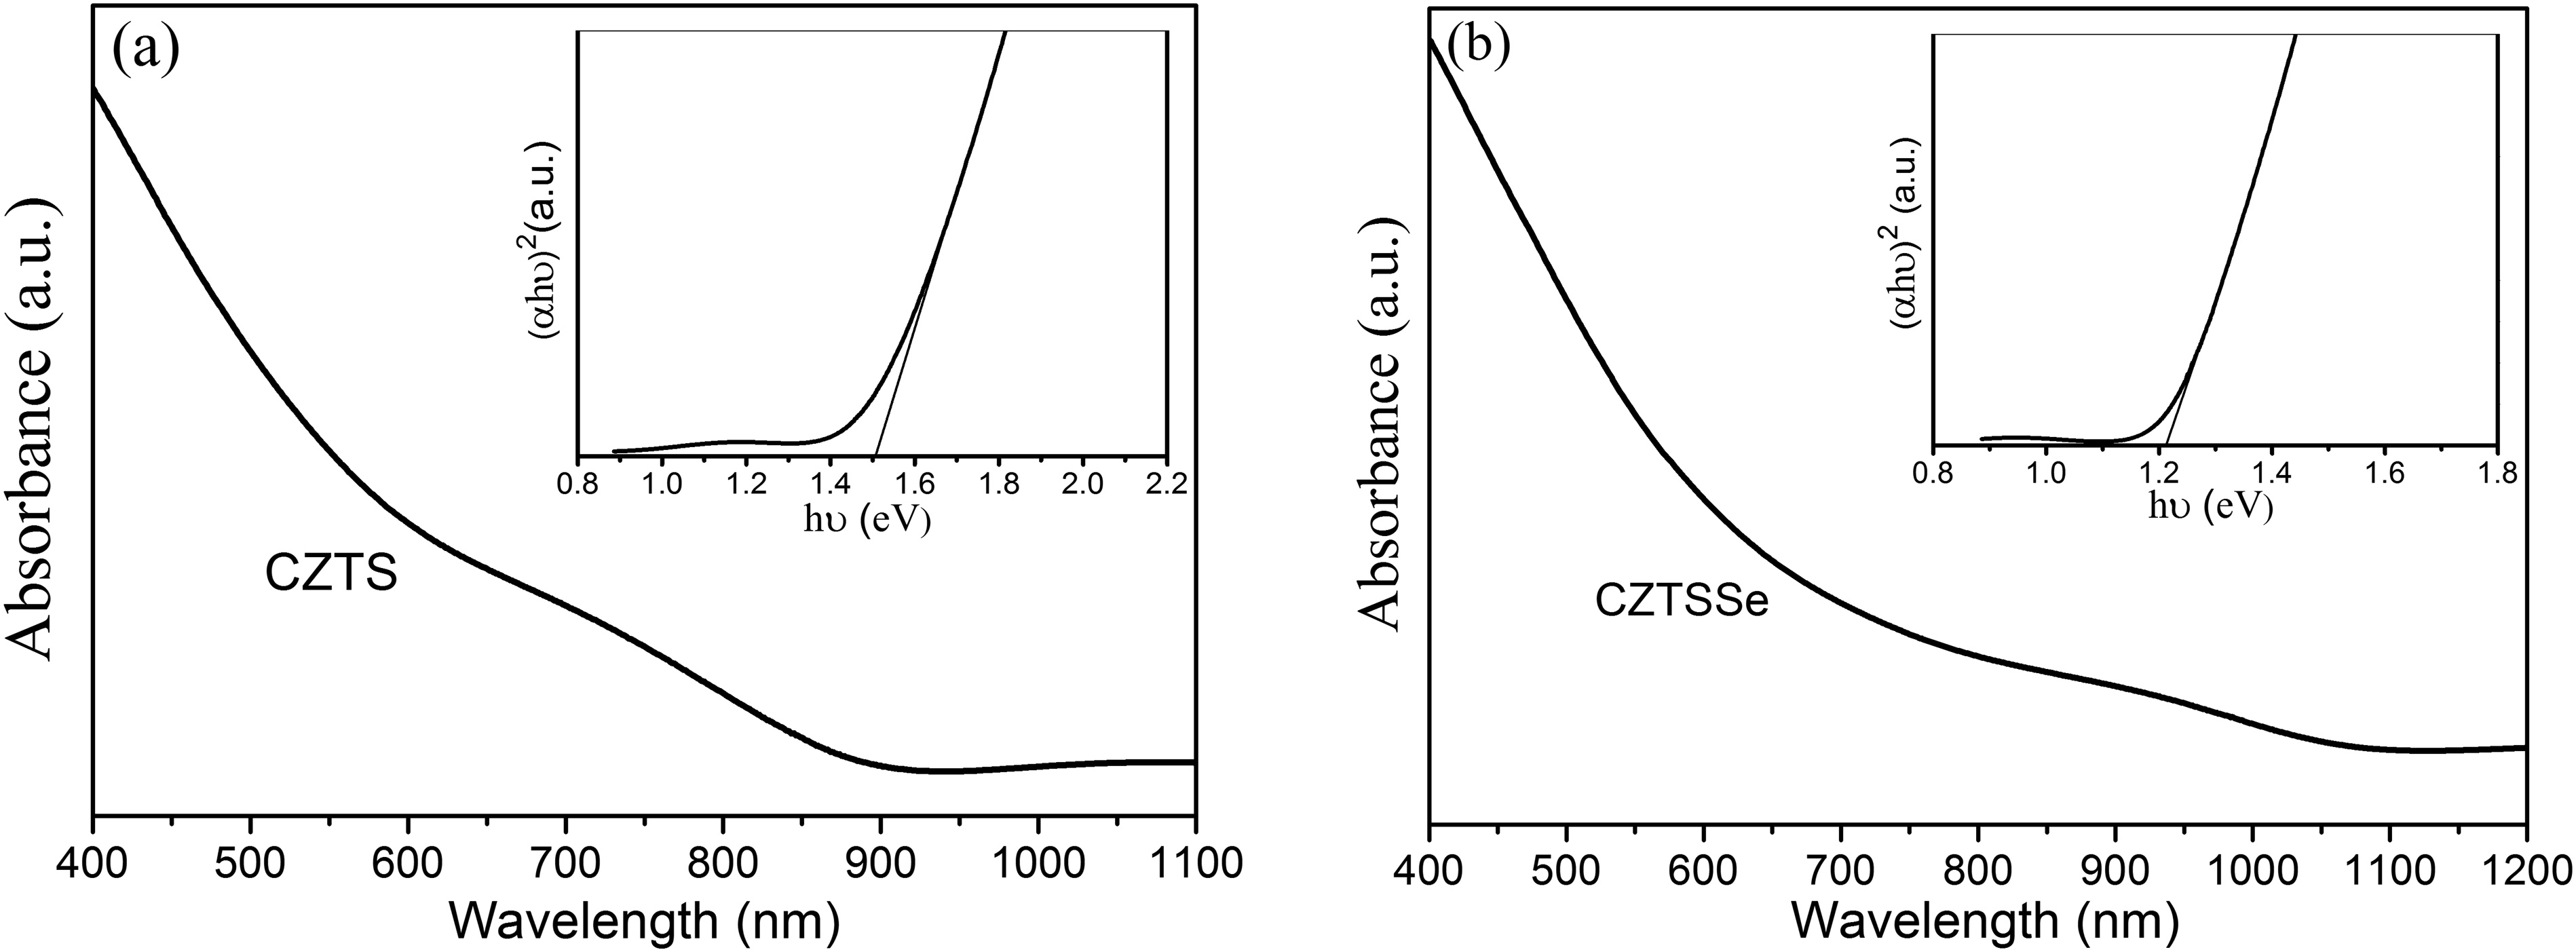 (a)
Absorbance (a.u.)
(αhυ)²(a.u.)
0.8 1.0 1.2 1.4 1.6 1.8 2.0 2.2
hυ (eV)
CZTS
400 500 600 700 800 900 1000 1100
Wavelength (nm)
(b)
Absorbance (a.u.)
(αhυ)² (a.u.)
0.8 1.0 1.2 1.4 1.6 1.8
hυ (eV)
CZTSSe
400 500 600 700 800 900 1000 1100 1200
Wavelength (nm)